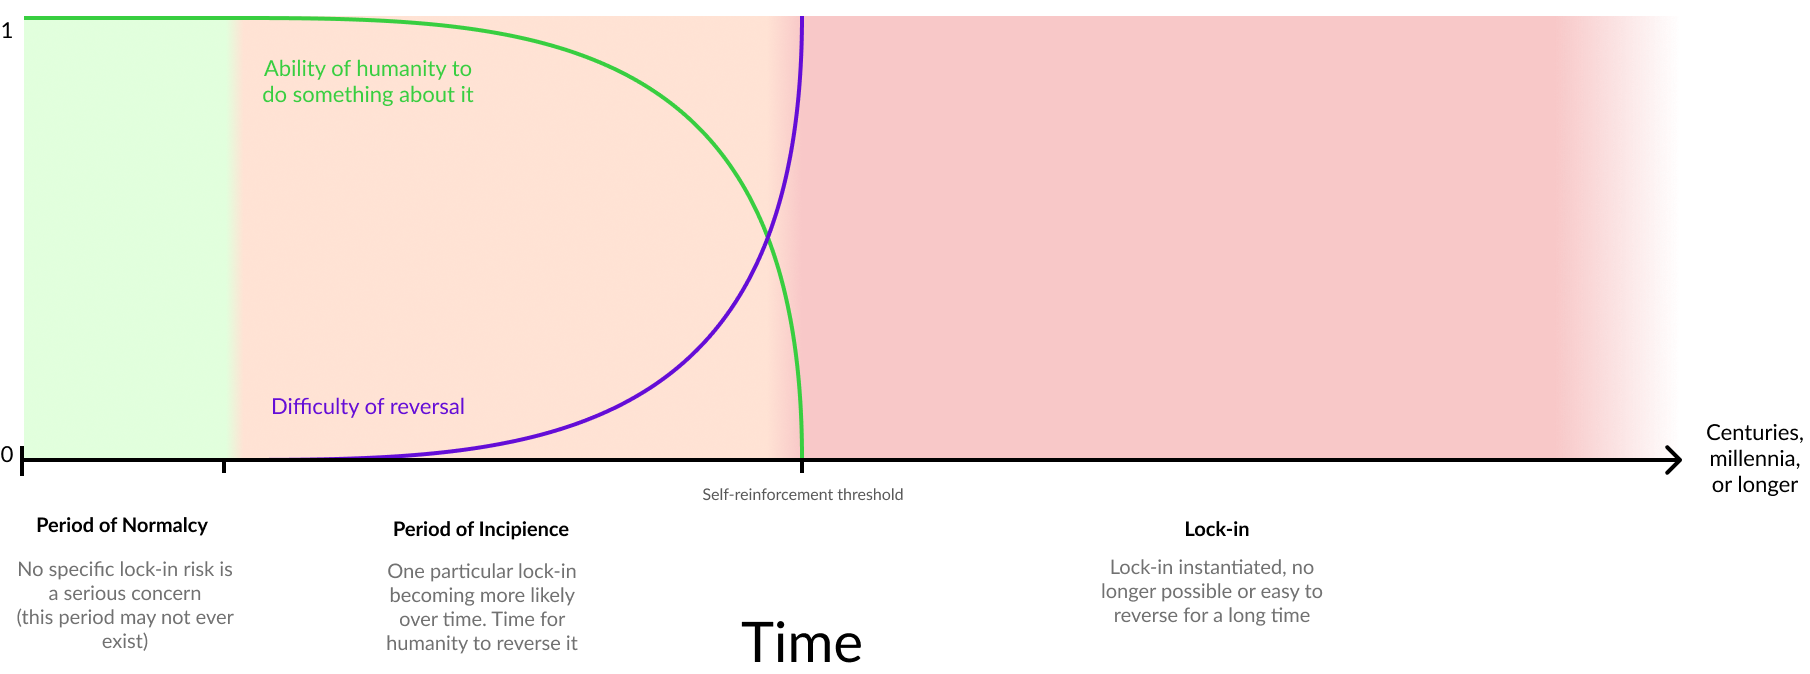 1
Ability of humanity to
do something about it
Difficulty of reversal
0
Centuries,
millennia,
or longer
Self-reinforcement threshold
Period of Normalcy
No specific lock-in risk is
a serious concern
(this period may not ever
exist)
Period of Incipience
One particular lock-in
becoming more likely
over time. Time for
humanity to reverse it
Lock-in
Lock-in instantiated, no
longer possible or easy to
reverse for a long time
Time